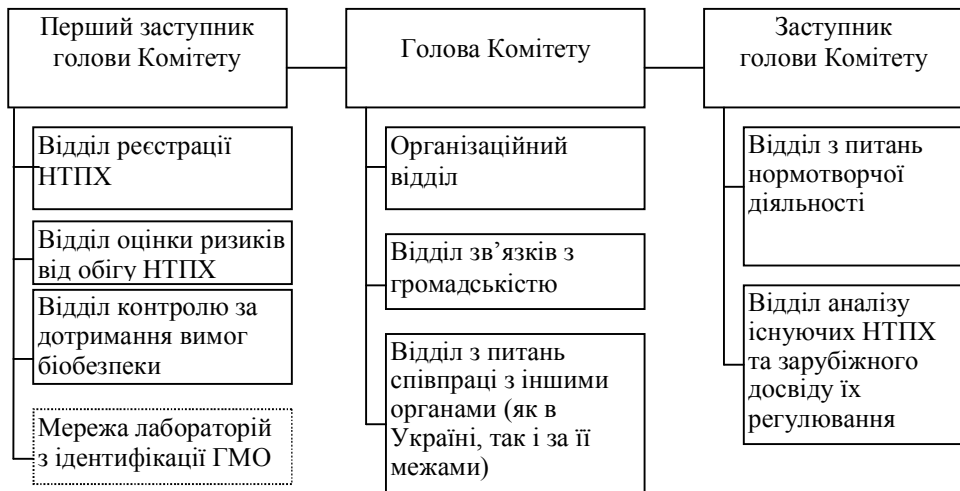 Перший заступник
голови Комітету
Голова Комітету
Заступник
голови Комітету
Відділ реєстрації
НТПХ
Відділ оцінки ризиків
від обігу НТПХ
Відділ контролю за
дотримання вимог
біобезпеки
Мережа лабораторій
з ідентифікації ГМО
Організаційний
відділ
Відділ зв’язків з
громадськістю
Відділ з питань
співпраці з іншими
органами (як в
Україні, так і за її
межами)
Відділ з питань
нормотворчої
діяльності
Відділ аналізу
існуючих НТПХ
та зарубіжного
досвіду їх
регулювання